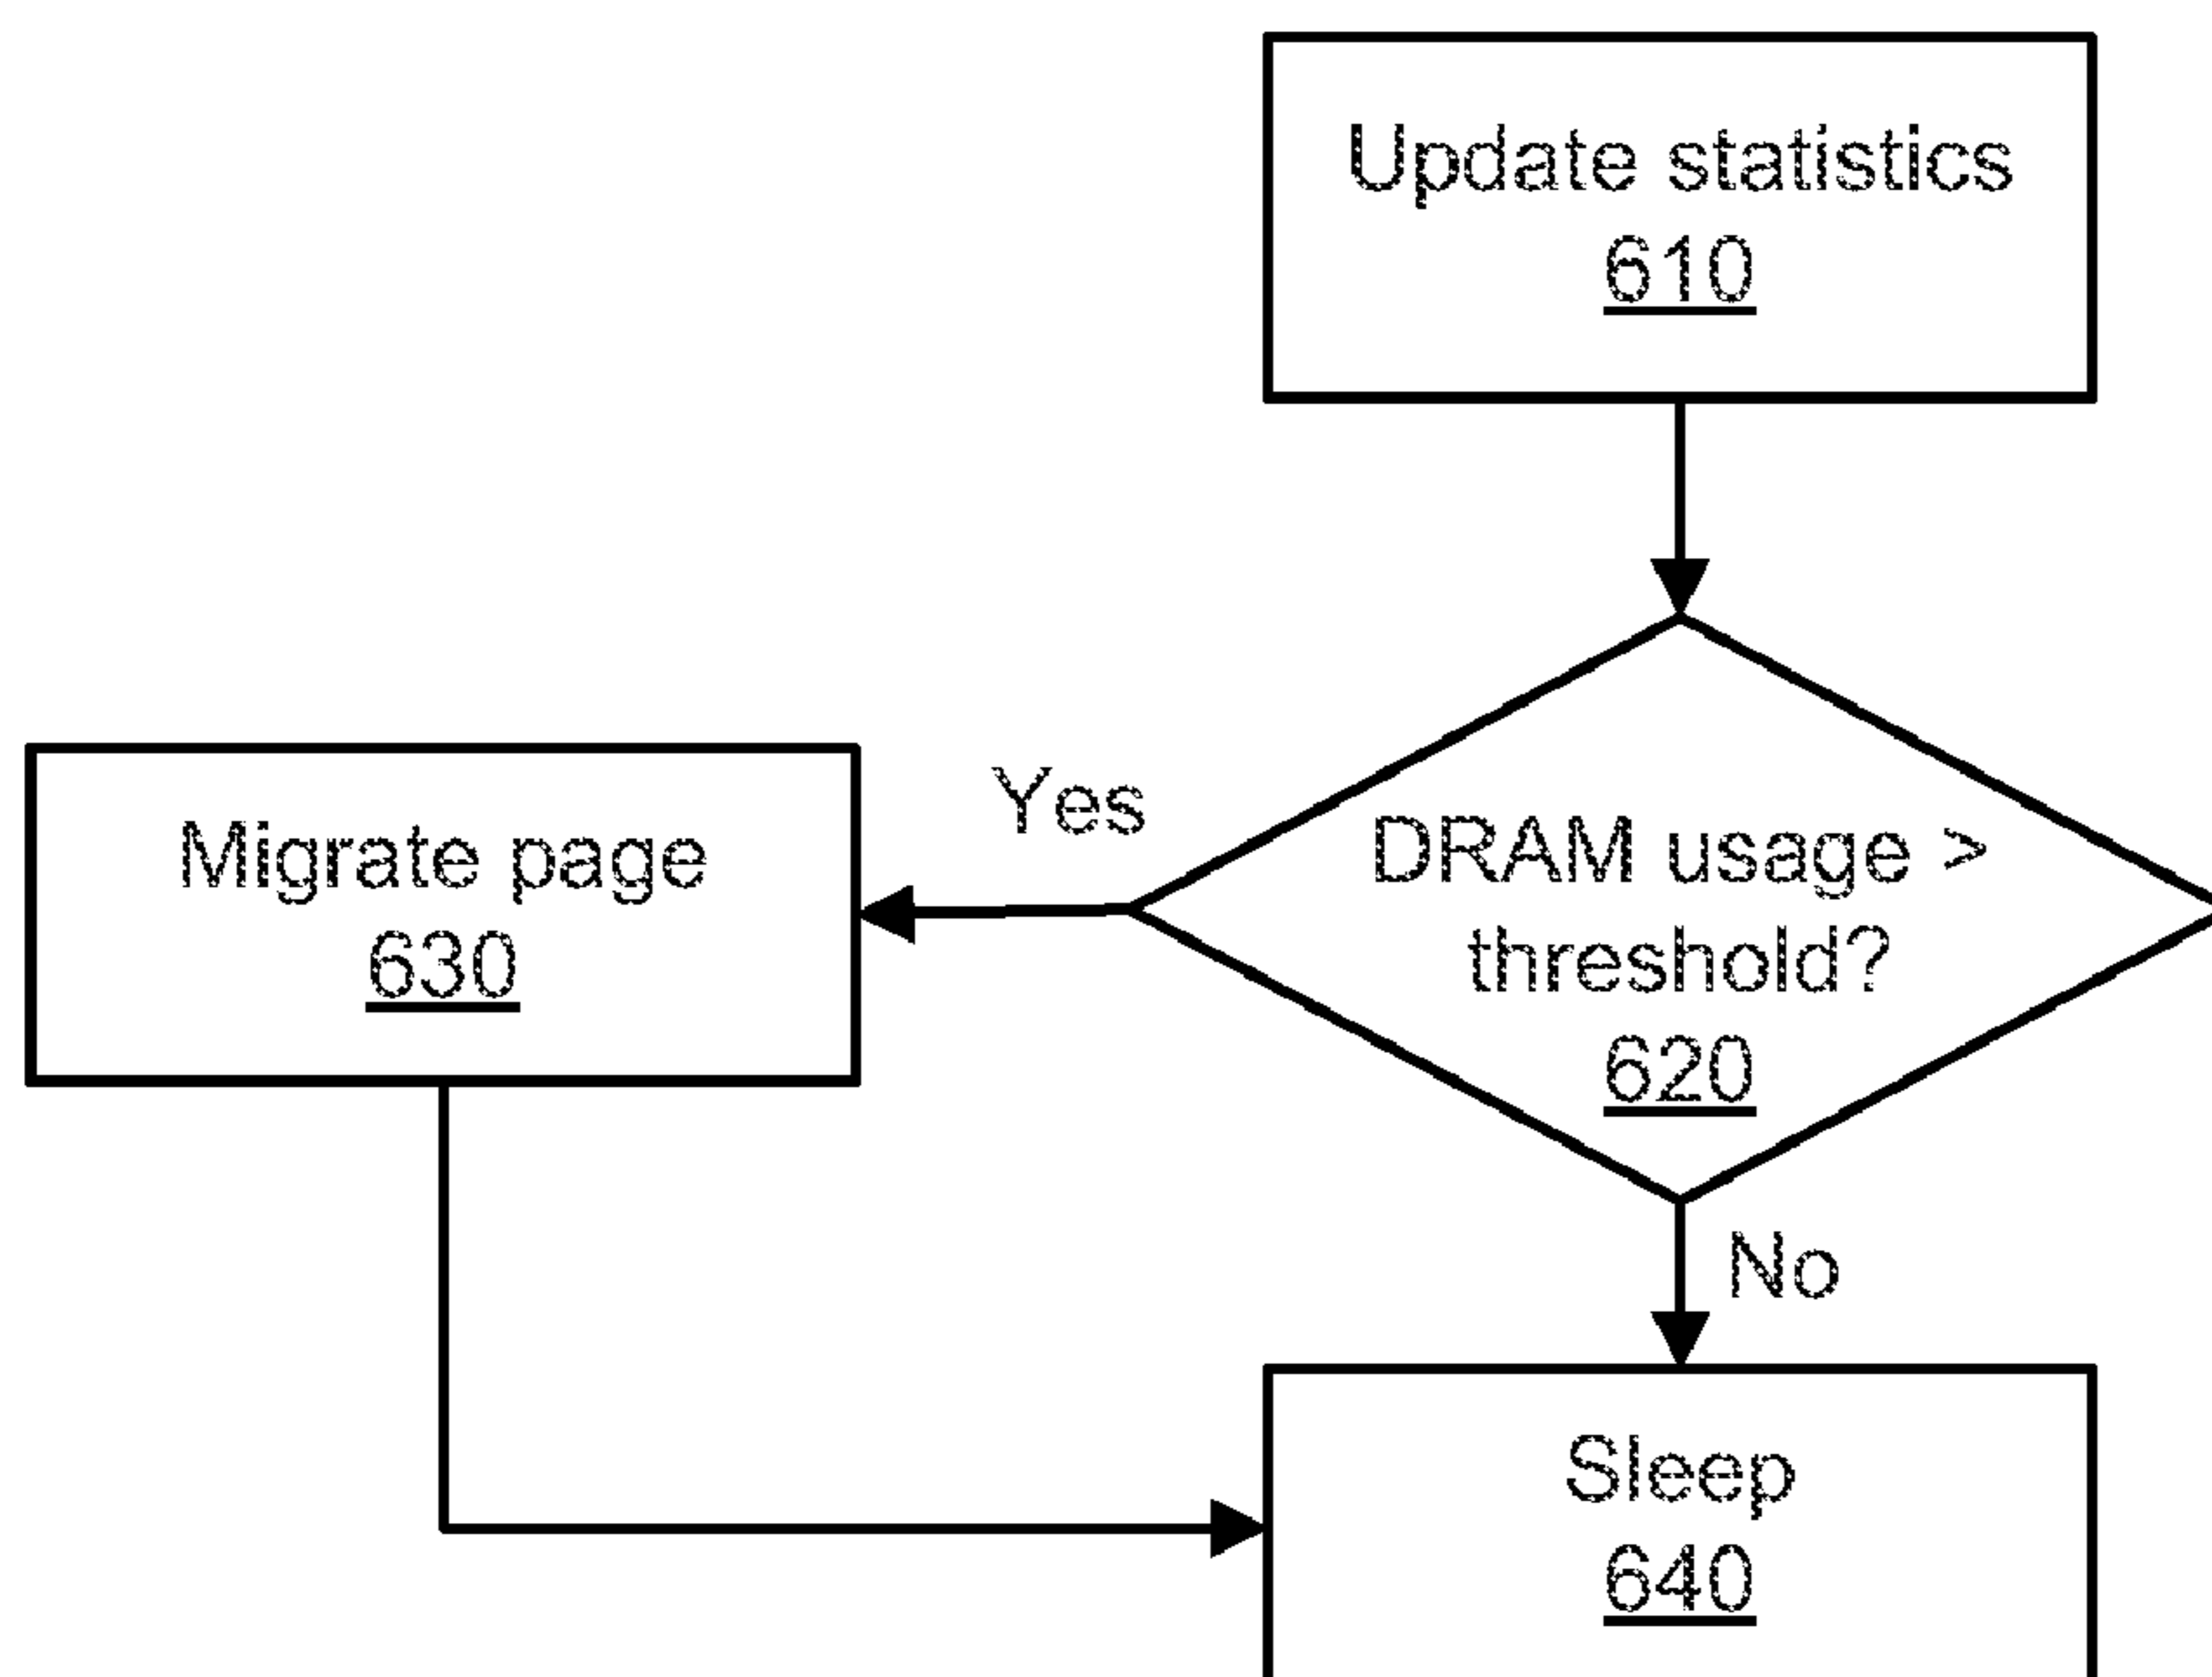 Update statistics
610
Yes
DRAM usage >
threshold?
620
Migrate page
630
No
Sleep
640